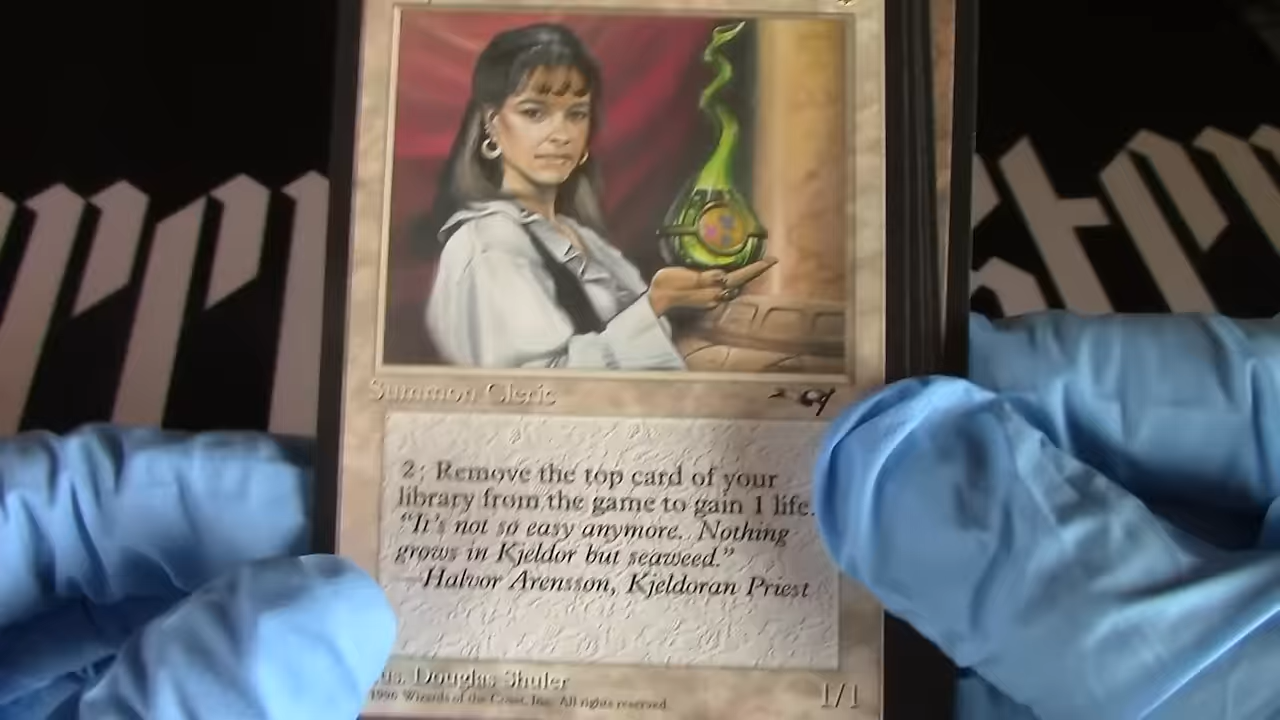 Summon Cleric
2: Remove the top card of your
library from the game to gain 1 life.
"It's not so easy anymore. Nothing
grows in Kjeldor but seaweed."
—Halvor Arensson, Kjeldoran Priest
us. Douglas Shuler
1996 Wizards of the Coast, Inc. All rights reserved.
1/1